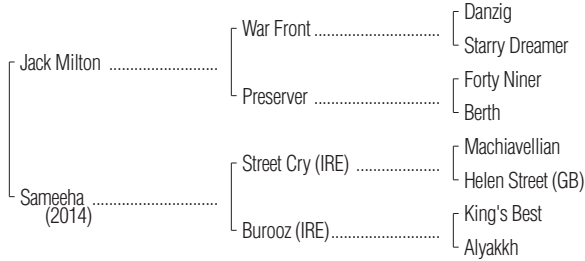 Danzig
War Front
Starry Dreamer
Jack Milton
Forty Niner
Preserver
Berth
Machiavellian
Street Cry (IRE)
Helen Street (GB)
Sameeha
(2014)
King's Best
Burooz (IRE)
Alyakkh